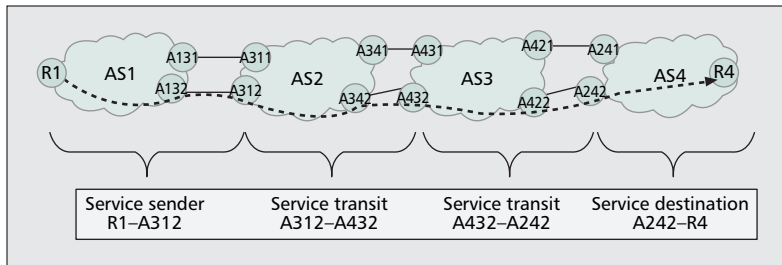 A131
A311
A341
A431
A421
A241
R1
AS1
AS2
AS3
AS4
R4
A132
A312
A342
A432
A422
A242
Service sender
R1–A312
Service transit
A312–A432
Service transit
A432–A242
Service destination
A242–R4